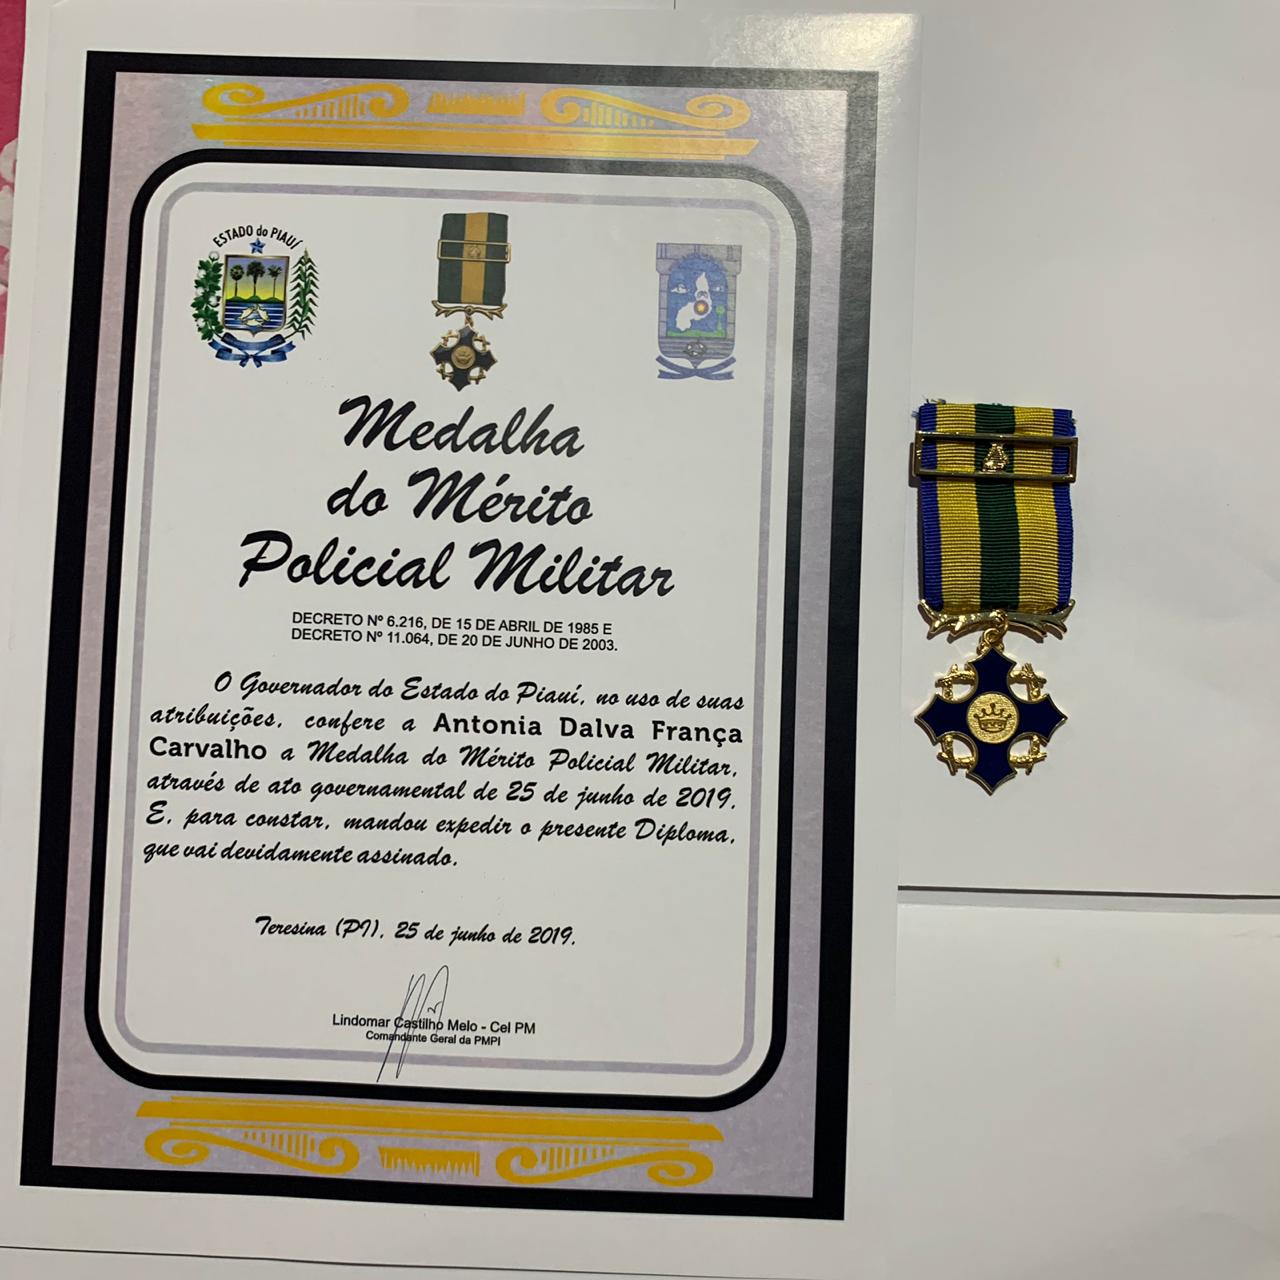 ESTADO do PIAUÍ
Medalha
do Mérito
Policial Militar
DECRETO Nº 6.216, DE 15 DE ABRIL DE 1985 E
DECRETO Nº 11.064, DE 20 DE JUNHO DE 2003.
O Governador do Estado do Piauí, no uso de suas
atribuições, confere a Antonia Dalva França
Carvalho a Medalha do Mérito Policial Militar,
através de ato governamental de 25 de junho de 2019.
E, para constar, mandou expedir o presente Diploma,
que vai devidamente assinado.
Teresina (PI), 25 de junho de 2019.
Lindomar Castilho Melo - Cel PM
Comandante Geral da PMPI